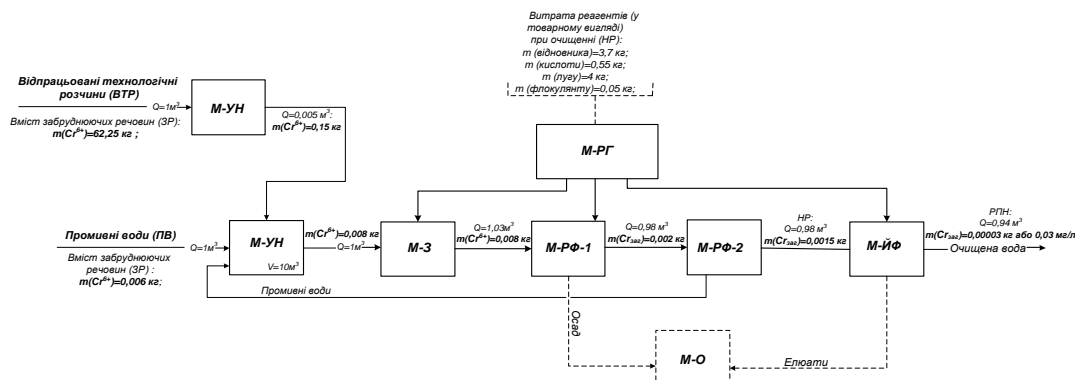 Витрата реагентів (у
товарному вигляді)
при очищенні (НР):
m (відновника)=3,7 кг;
m (кислоти)=0,55 кг;
m (лугу)=4 кг;
m (флокулянту)=0,05 кг;
Відпрацьовані технологічні
розчини (ВТР)
Q=1м³
Вміст забруднюючих речовин (ЗР):
m(Cr⁶⁺)=62,25 кг ;
М-УН
Q=0,005 м³:
m(Cr⁶⁺)=0,15 кг
М-РГ
Промивні води (ПВ)
Q=1м³
Вміст забруднюючих
речовин (ЗР) :
m(Cr⁶⁺)=0,006 кг;
М-УН
V=10м³
m(Cr⁶⁺)=0,008 кг
Q=1м³
М-З
Q=1,03м³
m(Cr⁶⁺)=0,008 кг
М-РФ-1
Q=0,98 м³
m(Crзаг)=0,002 кг
М-РФ-2
НР:
Q=0,98 м³
m(Crзаг)=0,0015 кг
М-ЙФ
РПН:
Q=0,94 м³
m(Crзаг)=0,00003 кг або 0,03 мг/л
Очищена вода
Промивні води
Осад
М-О
Елюати